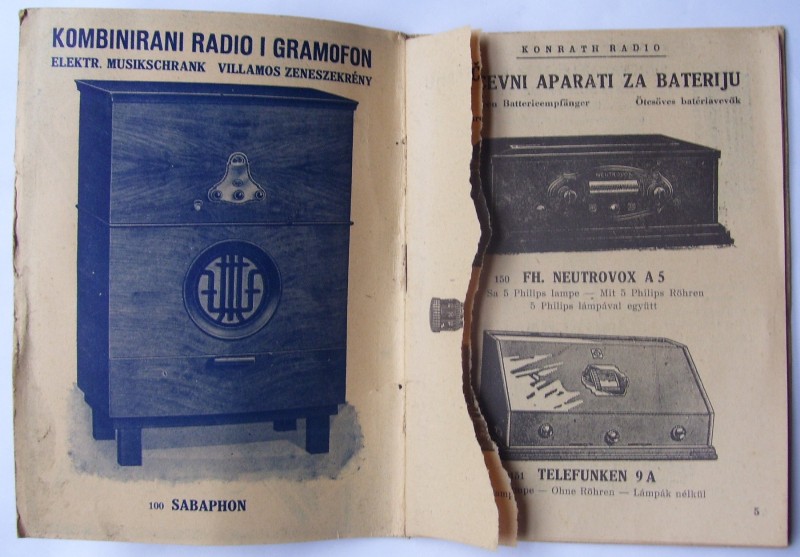 KOMBINIRANI RADIO I GRAMOFON
ELEKTR. MUSIKSCHRANK VILLAMOS ZENESZEKRÉNY
100 SABAPHON
KONRATH RADIO
APARATI ZA BATERIJU
Battericempfänger Ötcsöves batériavevők
NEUTROVOX
150 FH. NEUTROVOX A 5
Sa 5 Philips lampe — Mit 5 Philips Röhren
5 Philips lámpával együtt
TELEFUNKEN 9 A
— Ohne Röhren — Lámpák nélkül
5